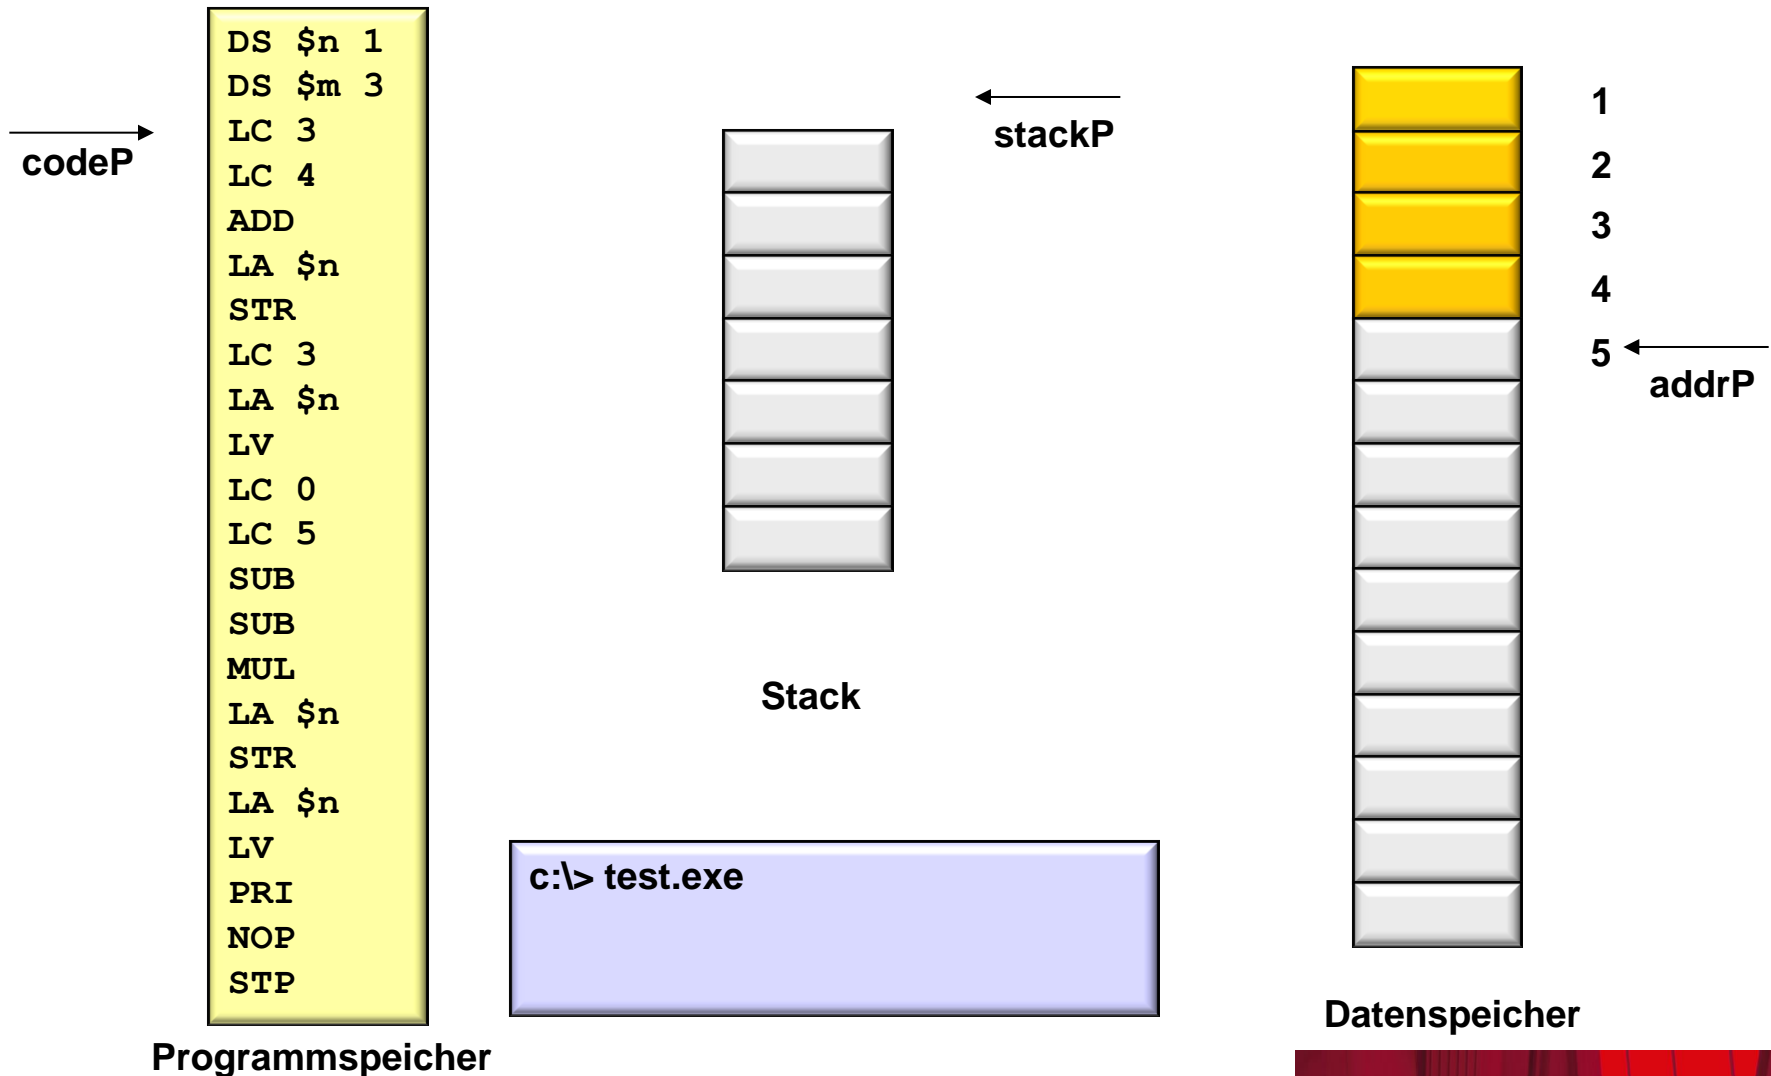 DS $n 1
DS $m 3
LC 3
LC 4
ADD
LA $n
STR
LC 3
LA $n
LV
LC 0
LC 5
SUB
SUB
MUL
LA $n
STR
LA $n
LV
PRI
NOP
STP
codeP
Programmspeicher
stackP
Stack
c:\> test.exe
1
2
3
4
5
addrP
Datenspeicher